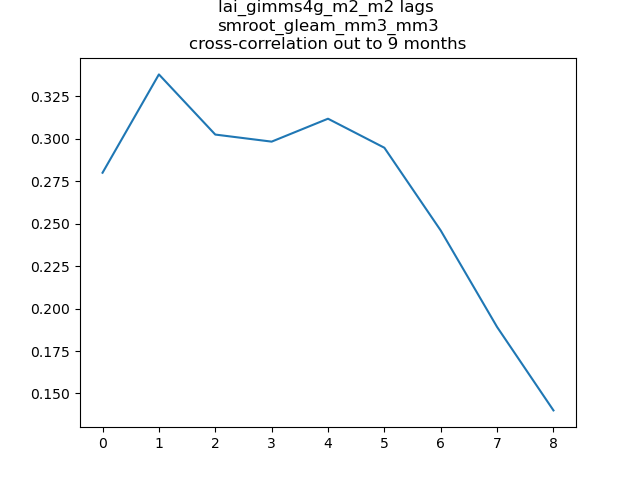 lai_gimms4g_m2_m2 lags
smroot_gleam_mm3_mm3
cross-correlation out to 9 months
0.325
0.300
0.275
0.250
0.225
0.200
0.175
0.150
0 1 2 3 4 5 6 7 8